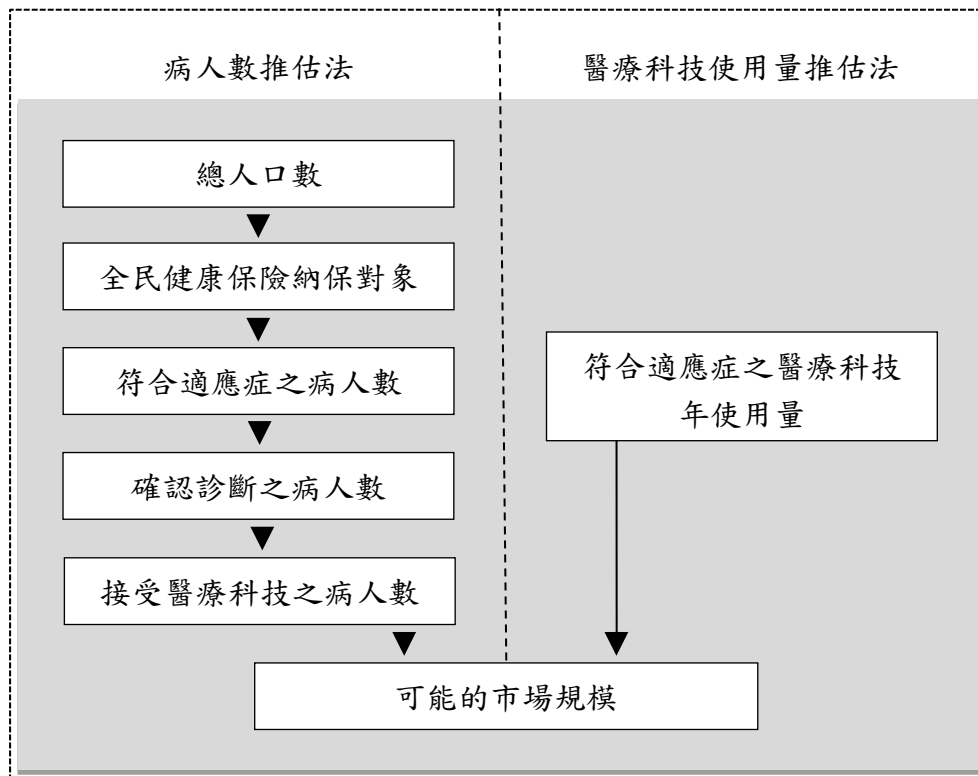 病人數推估法
醫療科技使用量推估法
總人口數
全民健康保險納保對象
符合適應症之病人數
確認診斷之病人數
接受醫療科技之病人數
符合適應症之醫療科技
年使用量
可能的市場規模